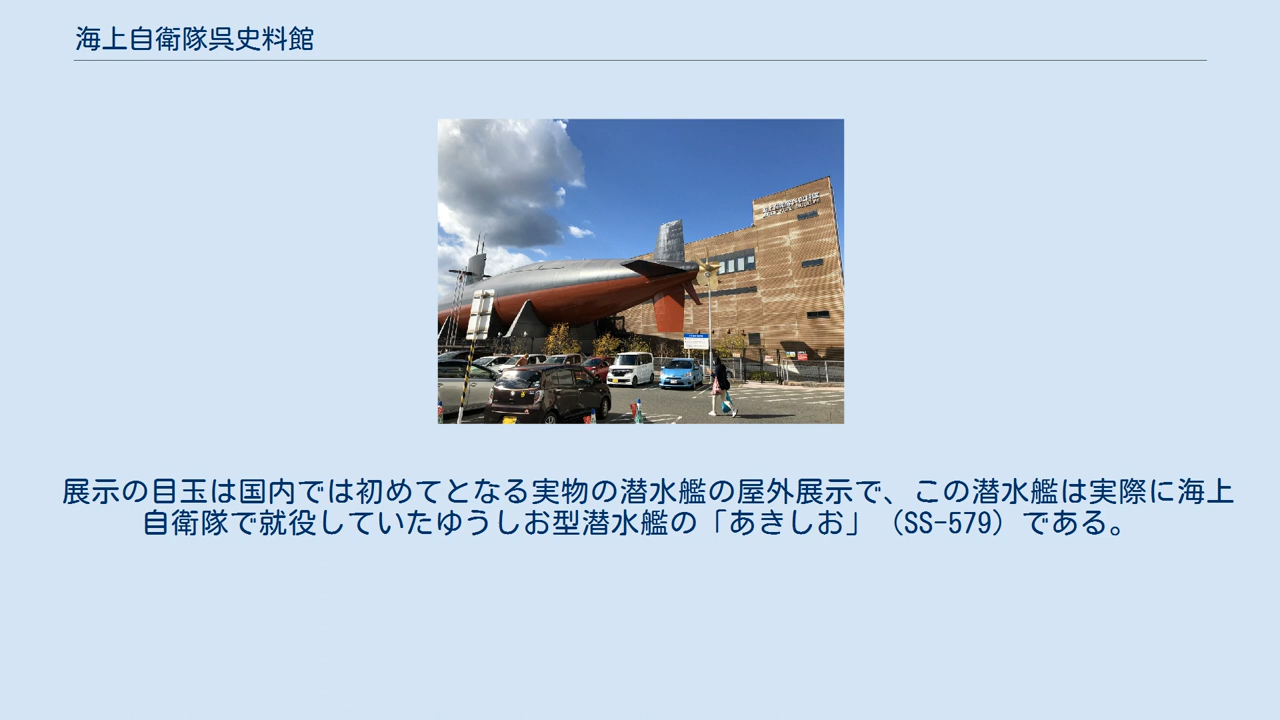 海上自衛隊呉史料館
展示の目玉は国内では初めてとなる実物の潜水艦の屋外展示で、この潜水艦は実際に海上
自衛隊で就役していたゆうしお型潜水艦の「あきしお」（SS-579）である。